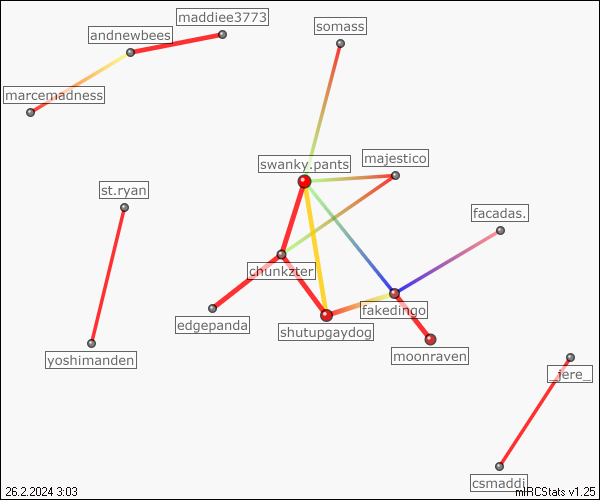 maddiee3773
somass
andnewbees
marcemadness
swanky.pants
majestico
st.ryan
facadas.
chunkzter
fakedingo
edgepanda
shutupgaydog
yoshimanden
moonraven
_jere_
csmaddi
26.2.2024 3:03
mIRCStats v1.25